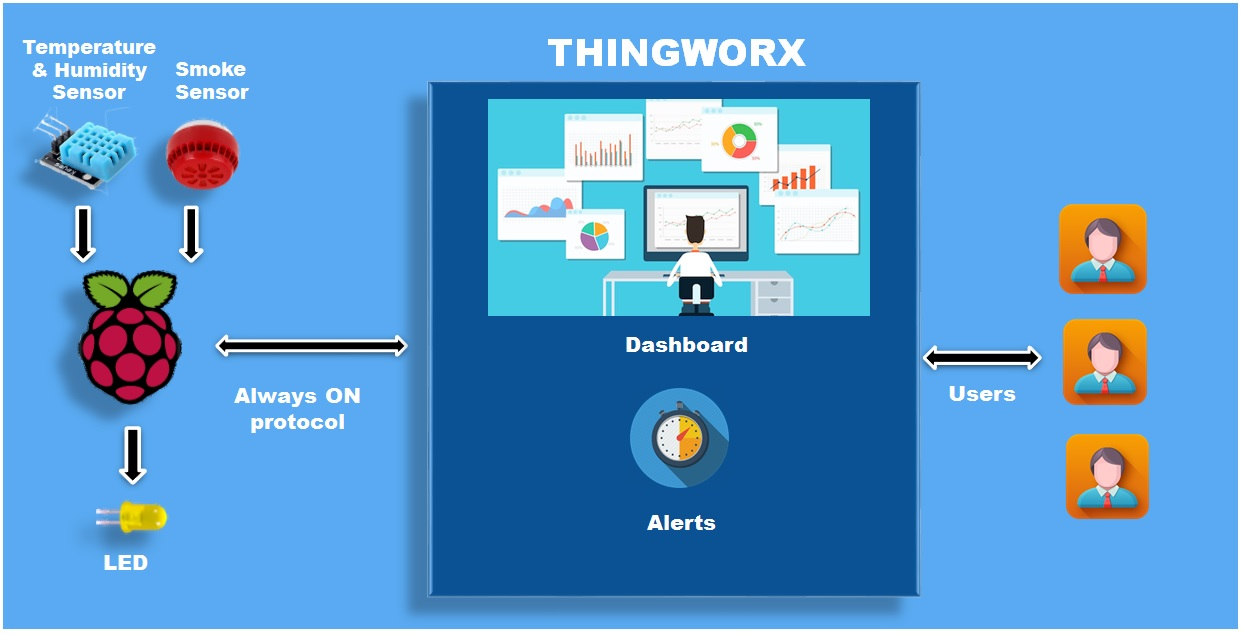 Temperature
& Humidity
Sensor
Smoke
Sensor
THINGWORX
Dashboard
Always ON
protocol
Users
Alerts
LED